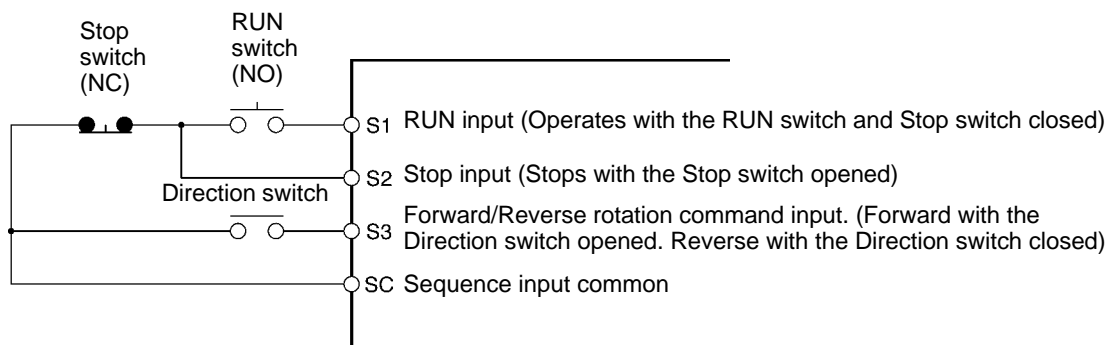 Stop
switch
(NC)
RUN
switch
(NO)
S1 RUN input (Operates with the RUN switch and Stop switch closed)
S2 Stop input (Stops with the Stop switch opened)
Direction switch
S3 Forward/Reverse rotation command input. (Forward with the
Direction switch opened. Reverse with the Direction switch closed)
SC Sequence input common